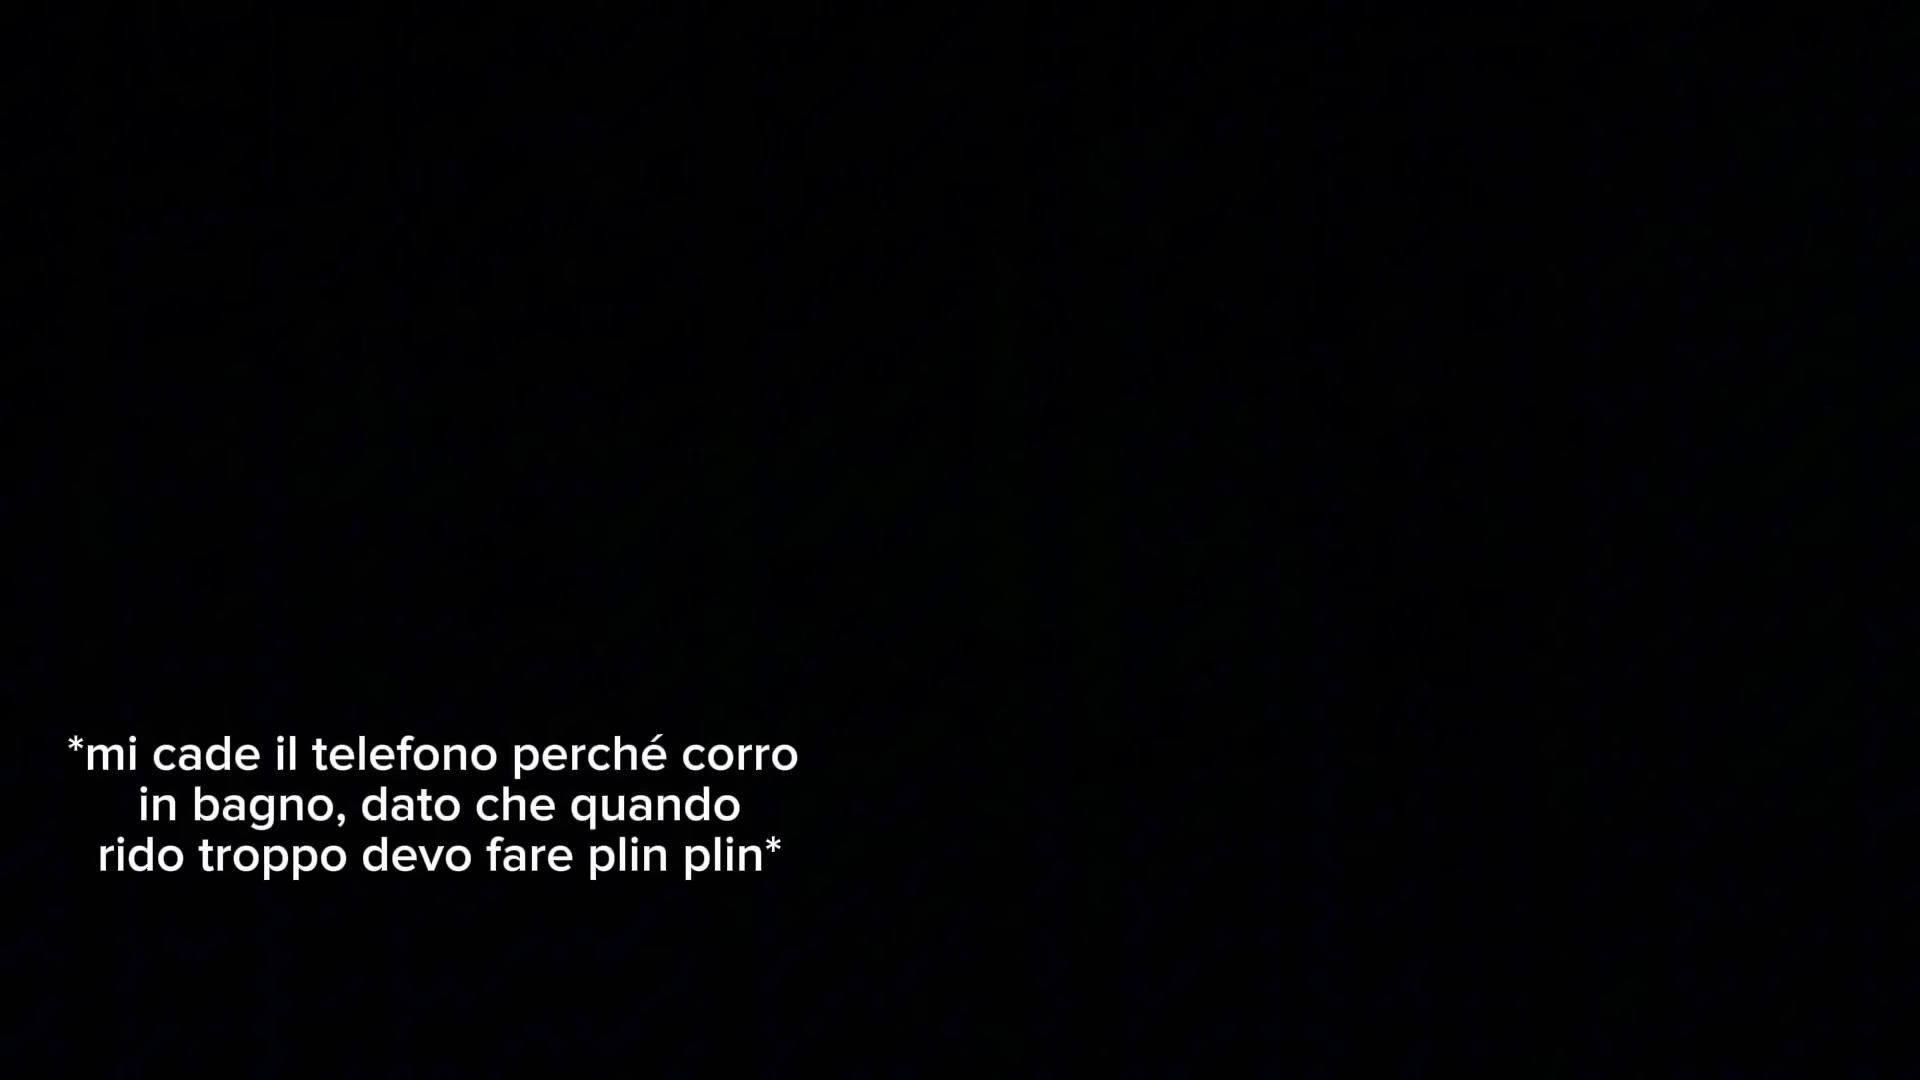 *mi cade il telefono perché corro
in bagno, dato che quando
rido troppo devo fare plin plin*